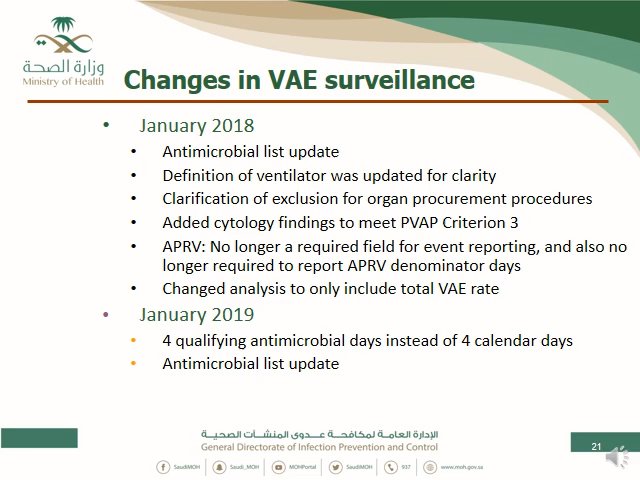 وزارة الصحة
Ministry of Health
Changes in VAE surveillance
• January 2018
• Antimicrobial list update
• Definition of ventilator was updated for clarity
• Clarification of exclusion for organ procurement procedures
• Added cytology findings to meet PVAP Criterion 3
• APRV: No longer a required field for event reporting, and also no
longer required to report APRV denominator days
• Changed analysis to only include total VAE rate
• January 2019
• 4 qualifying antimicrobial days instead of 4 calendar days
• Antimicrobial list update
الإدارة العامة لمكافحة عدوى المنشآت الصحية
General Directorate of Infection Prevention and Control
21
SaudiMOH Saudi_MOH MOHPortal SaudiMOH 937 www.moh.gov.sa